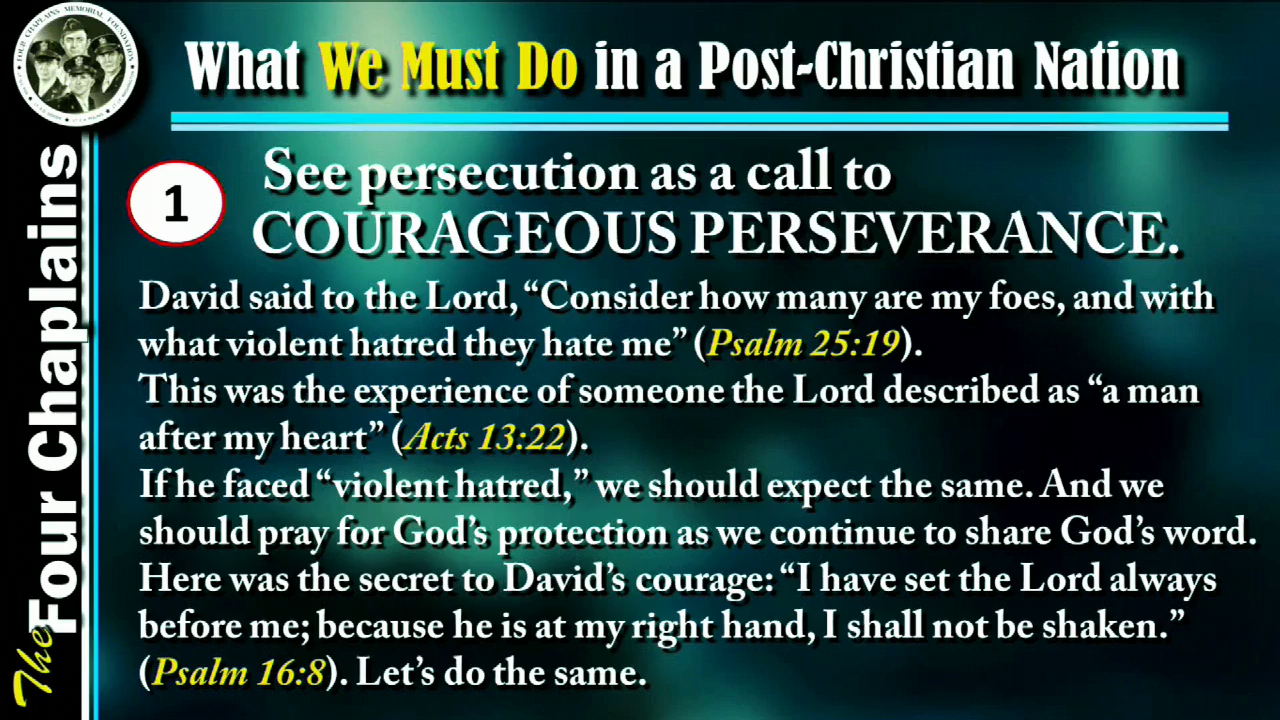 FOUR CHAPLAINS MEMORIAL FOUNDATION
What We Must Do in a Post-Christian Nation
The Four Chaplains
1
See persecution as a call to
COURAGEOUS PERSEVERANCE.
David said to the Lord, “Consider how many are my foes, and with
what violent hatred they hate me” (Psalm 25:19).
This was the experience of someone the Lord described as “a man
after my heart” (Acts 13:22).
If he faced “violent hatred,” we should expect the same. And we
should pray for God’s protection as we continue to share God’s word.
Here was the secret to David’s courage: “I have set the Lord always
before me; because he is at my right hand, I shall not be shaken.”
(Psalm 16:8). Let’s do the same.